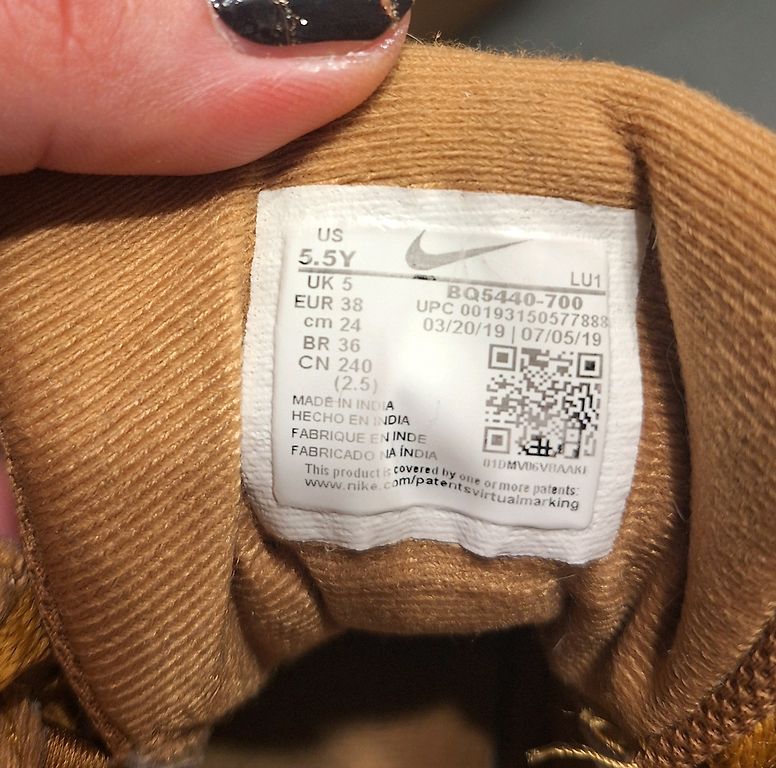 US
5.5Y
LU1
UK 5
BQ5440-700
EUR 38
UPC 00193150577888
cm 24
03/20/19 | 07/05/19
BR 36
CN 240
(2.5)
MADE IN INDIA
HECHO EN INDIA
FABRIQUE EN INDE
FABRICADO NA ÍNDIA
This product is covered by one or more patents:
www.nike.com/patentsvirtualmarking